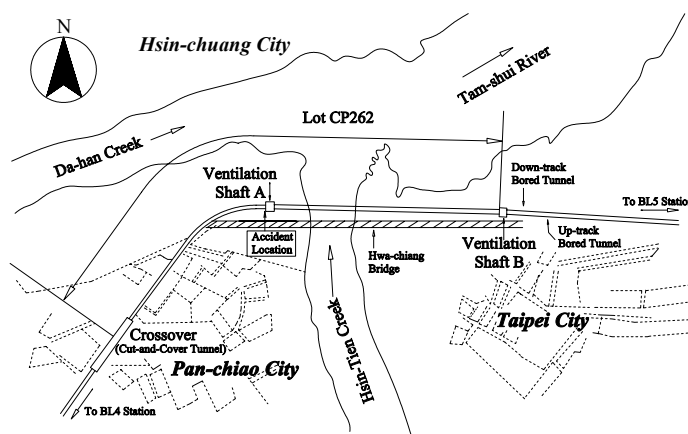 N
Hsin-chuang City
Tam-shui River
Lot CP262
Da-han Creek
Ventilation
Shaft A
Down-track
Bored Tunnel
To BL5 Station
Accident
Location
Hwa-chiang
Bridge
Ventilation
Shaft B
Up-track
Bored Tunnel
Hsin-Tien Creek
Taipei City
Crossover
(Cut-and-Cover Tunnel)
Pan-chiao City
To BL4 Station